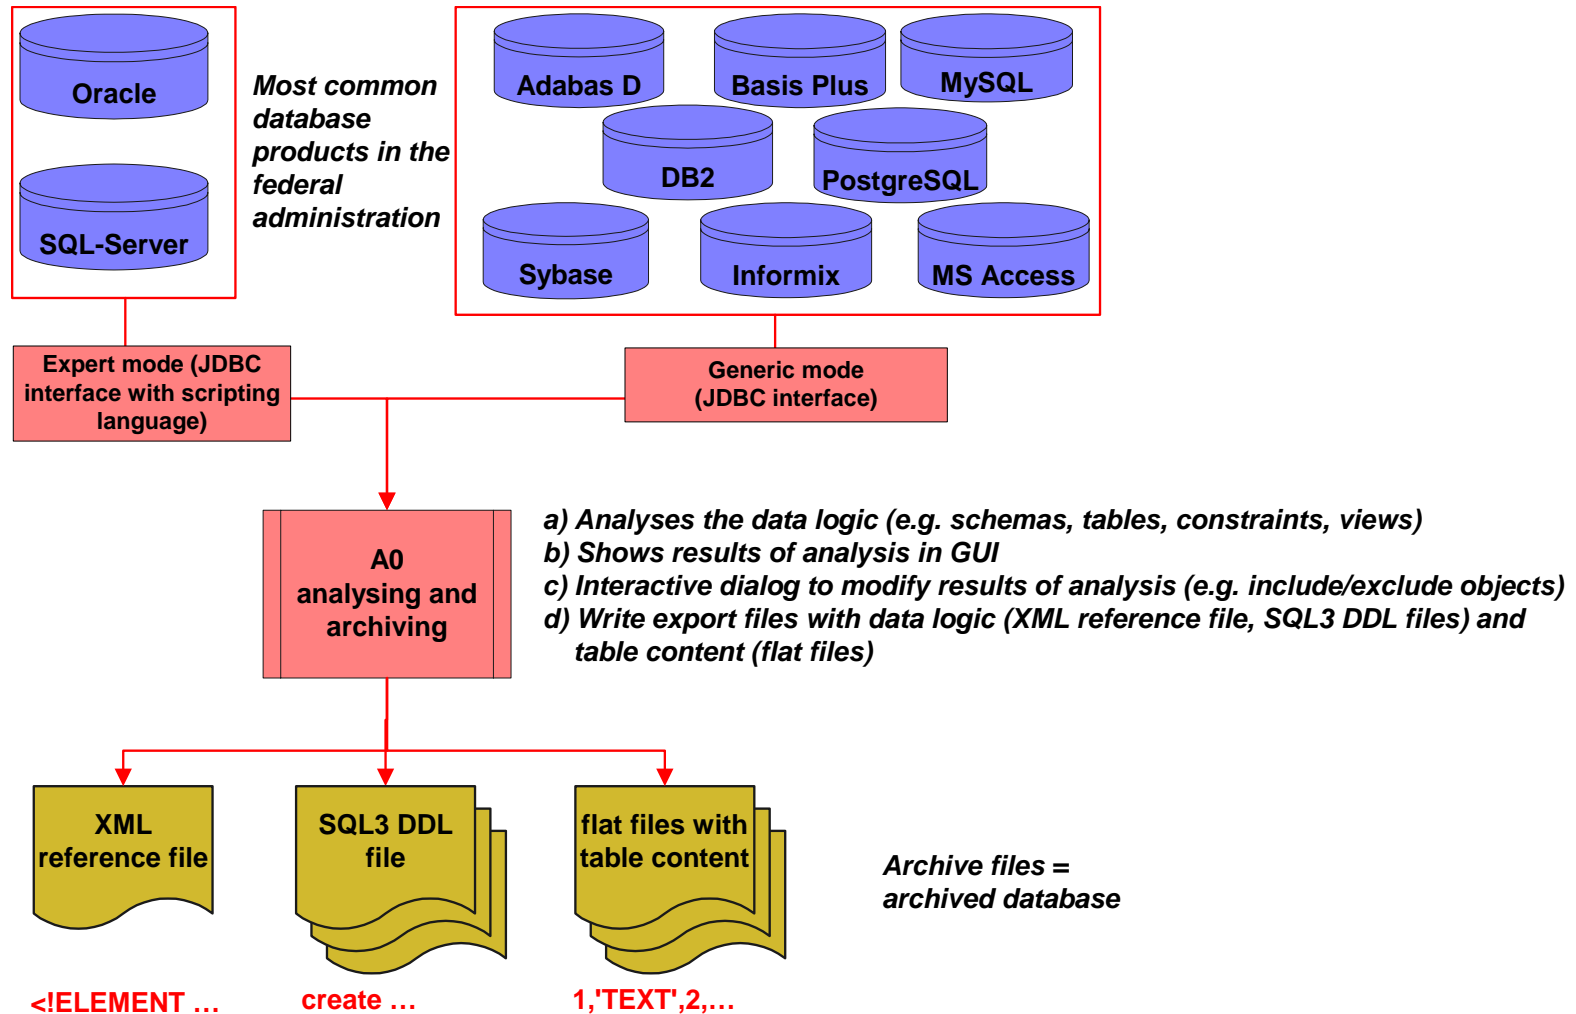 Oracle
SQL-Server
Most common
database
products in the
federal
administration
Adabas D
Basis Plus
MySQL
DB2
PostgreSQL
Sybase
Informix
MS Access
Expert mode (JDBC
interface with scripting
language)
Generic mode
(JDBC interface)
A0
analysing and
archiving
a) Analyses the data logic (e.g. schemas, tables, constraints, views)
b) Shows results of analysis in GUI
c) Interactive dialog to modify results of analysis (e.g. include/exclude objects)
d) Write export files with data logic (XML reference file, SQL3 DDL files) and
table content (flat files)
XML
reference file
SQL3 DDL
file
flat files with
table content
Archive files =
archived database
<!ELEMENT …
create …
1,'TEXT',2,…